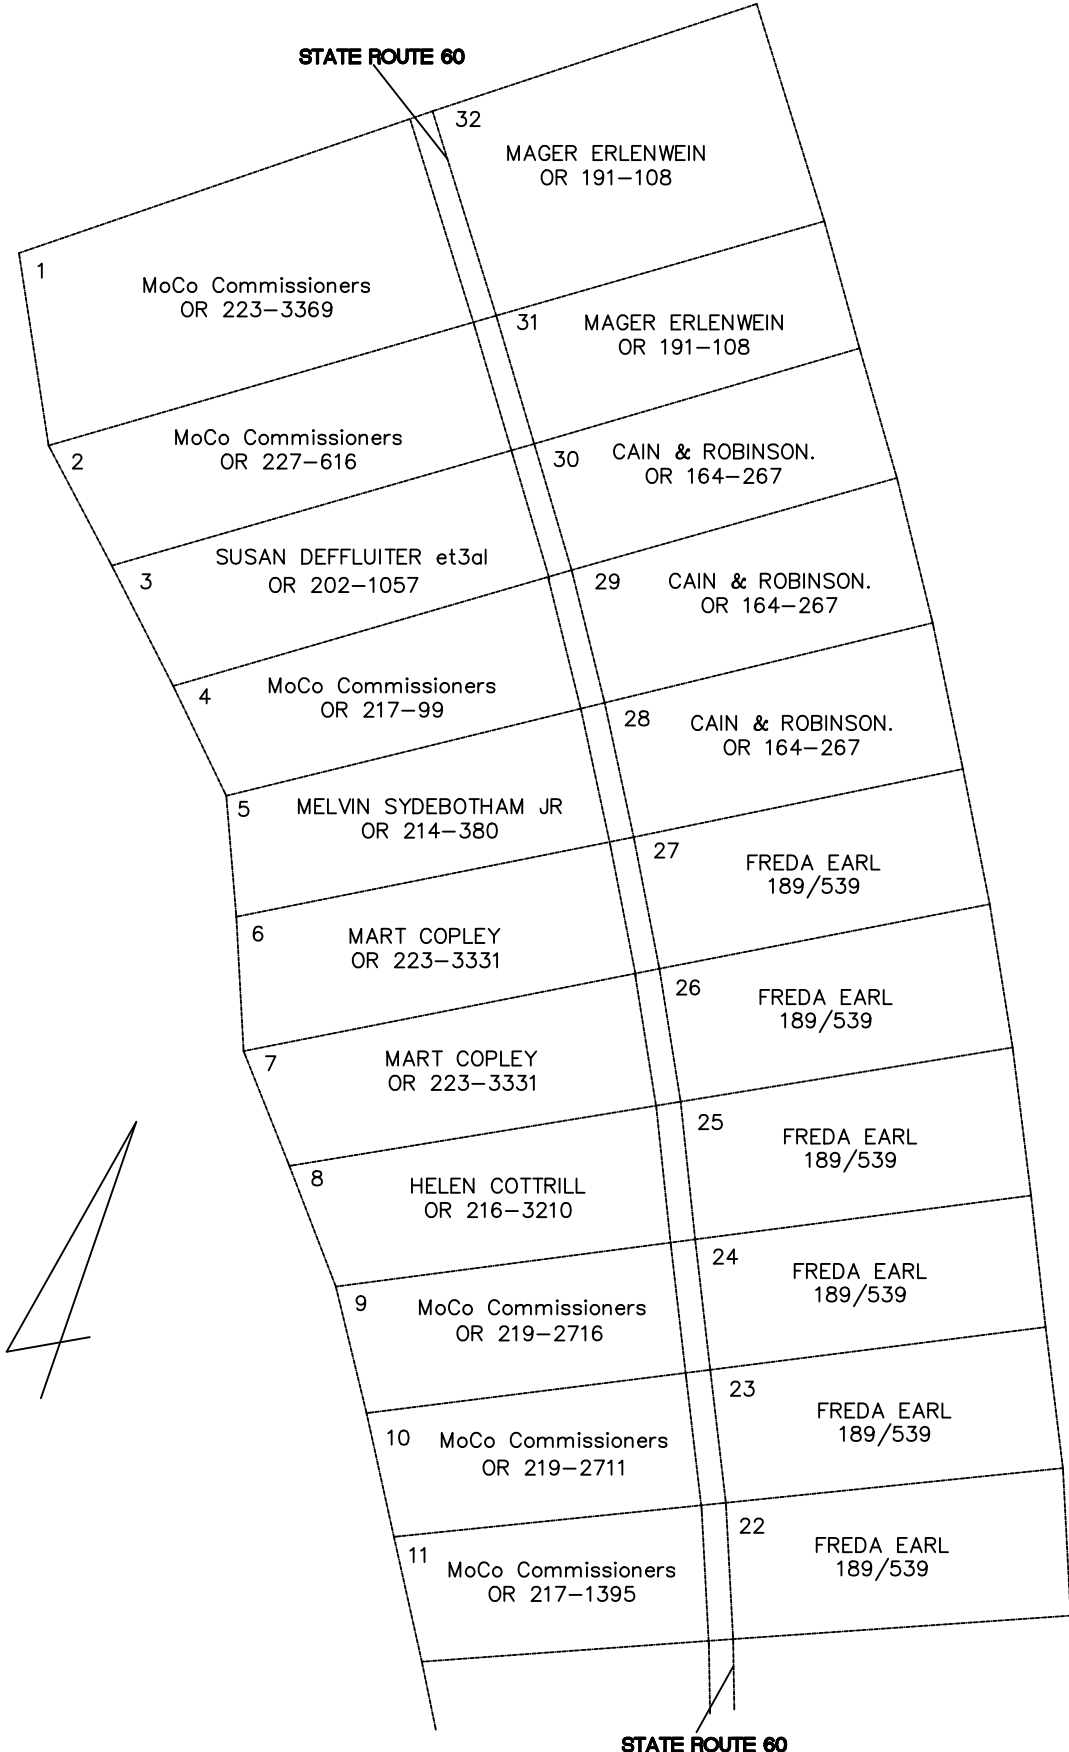 STATE ROUTE 60
32
MAGER ERLENWEIN
OR 191-108
1
MoCo Commissioners
OR 223-3369
31
MAGER ERLENWEIN
OR 191-108
2
MoCo Commissioners
OR 227-616
30
CAIN & ROBINSON.
OR 164-267
3
SUSAN DEFFLUITER et3al
OR 202-1057
29
CAIN & ROBINSON.
OR 164-267
4
MoCo Commissioners
OR 217-99
28
CAIN & ROBINSON.
OR 164-267
5
MELVIN SYDEBOTHAM JR
OR 214-380
27
FREDA EARL
189/539
6
MART COPLEY
OR 223-3331
26
FREDA EARL
189/539
7
MART COPLEY
OR 223-3331
25
FREDA EARL
189/539
8
HELEN COTTRILL
OR 216-3210
24
FREDA EARL
189/539
9
MoCo Commissioners
OR 219-2716
23
FREDA EARL
189/539
10
MoCo Commissioners
OR 219-2711
22
FREDA EARL
189/539
11
MoCo Commissioners
OR 217-1395
STATE ROUTE 60